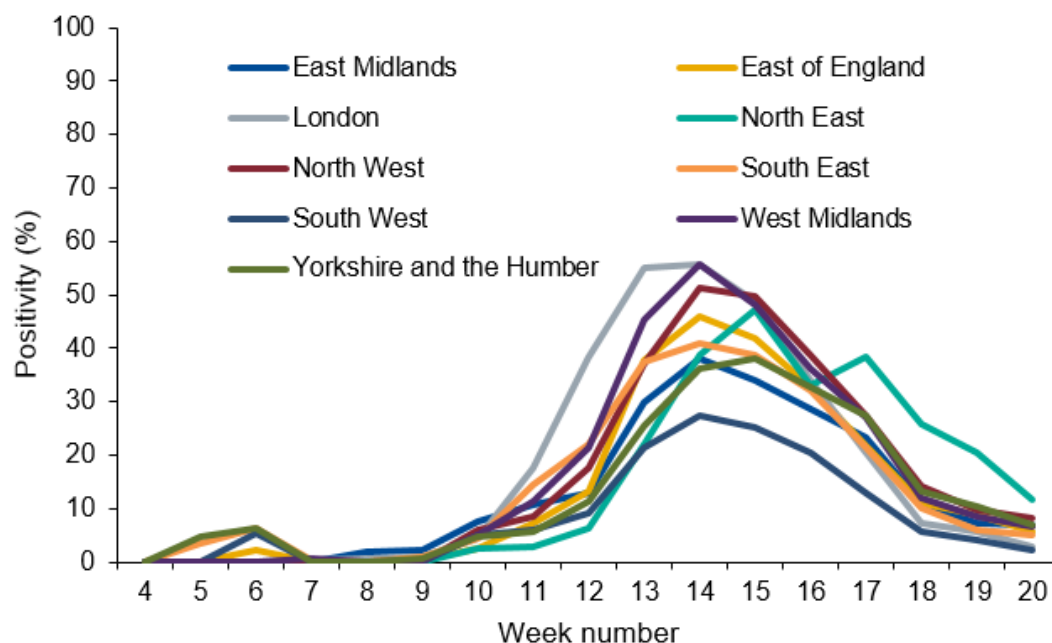 100
90
80
70
60
50
40
30
20
10
0
Positivity (%)
East Midlands
East of England
London
North East
North West
South East
South West
West Midlands
Yorkshire and the Humber
4 5 6 7 8 9 10 11 12 13 14 15 16 17 18 19 20
Week number